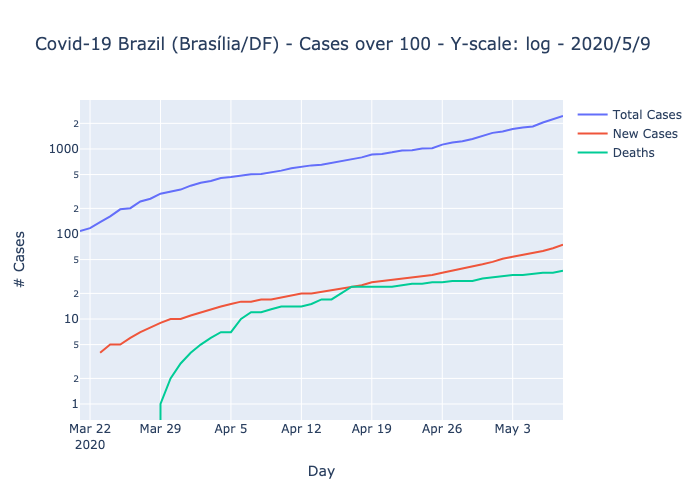 Covid-19 Brazil (Brasília/DF) - Cases over 100 - Y-scale: log - 2020/5/9
Total Cases
New Cases
Deaths
2
1000
5
2
100
5
2
10
5
2
1
# Cases
Mar 22 Mar 29 Apr 5 Apr 12 Apr 19 Apr 26 May 3
2020
Day